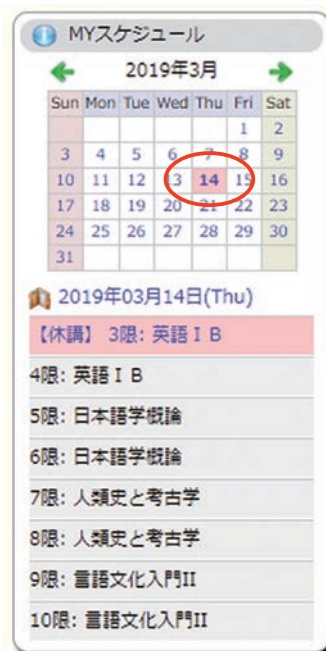 MYスケジュール
2019年3月
Sun Mon Tue Wed Thu Fri Sat
1 2
3 4 5 6 7 8 9
10 11 12 13 14 15 16
17 18 19 20 21 22 23
24 25 26 27 28 29 30
31
2019年03月14日(Thu)
【休講】 3限: 英語ⅠB
4限: 英語ⅠB
5限: 日本語学概論
6限: 日本語学概論
7限: 人類史と考古学
8限: 人類史と考古学
9限: 言語文化入門II
10限: 言語文化入門II